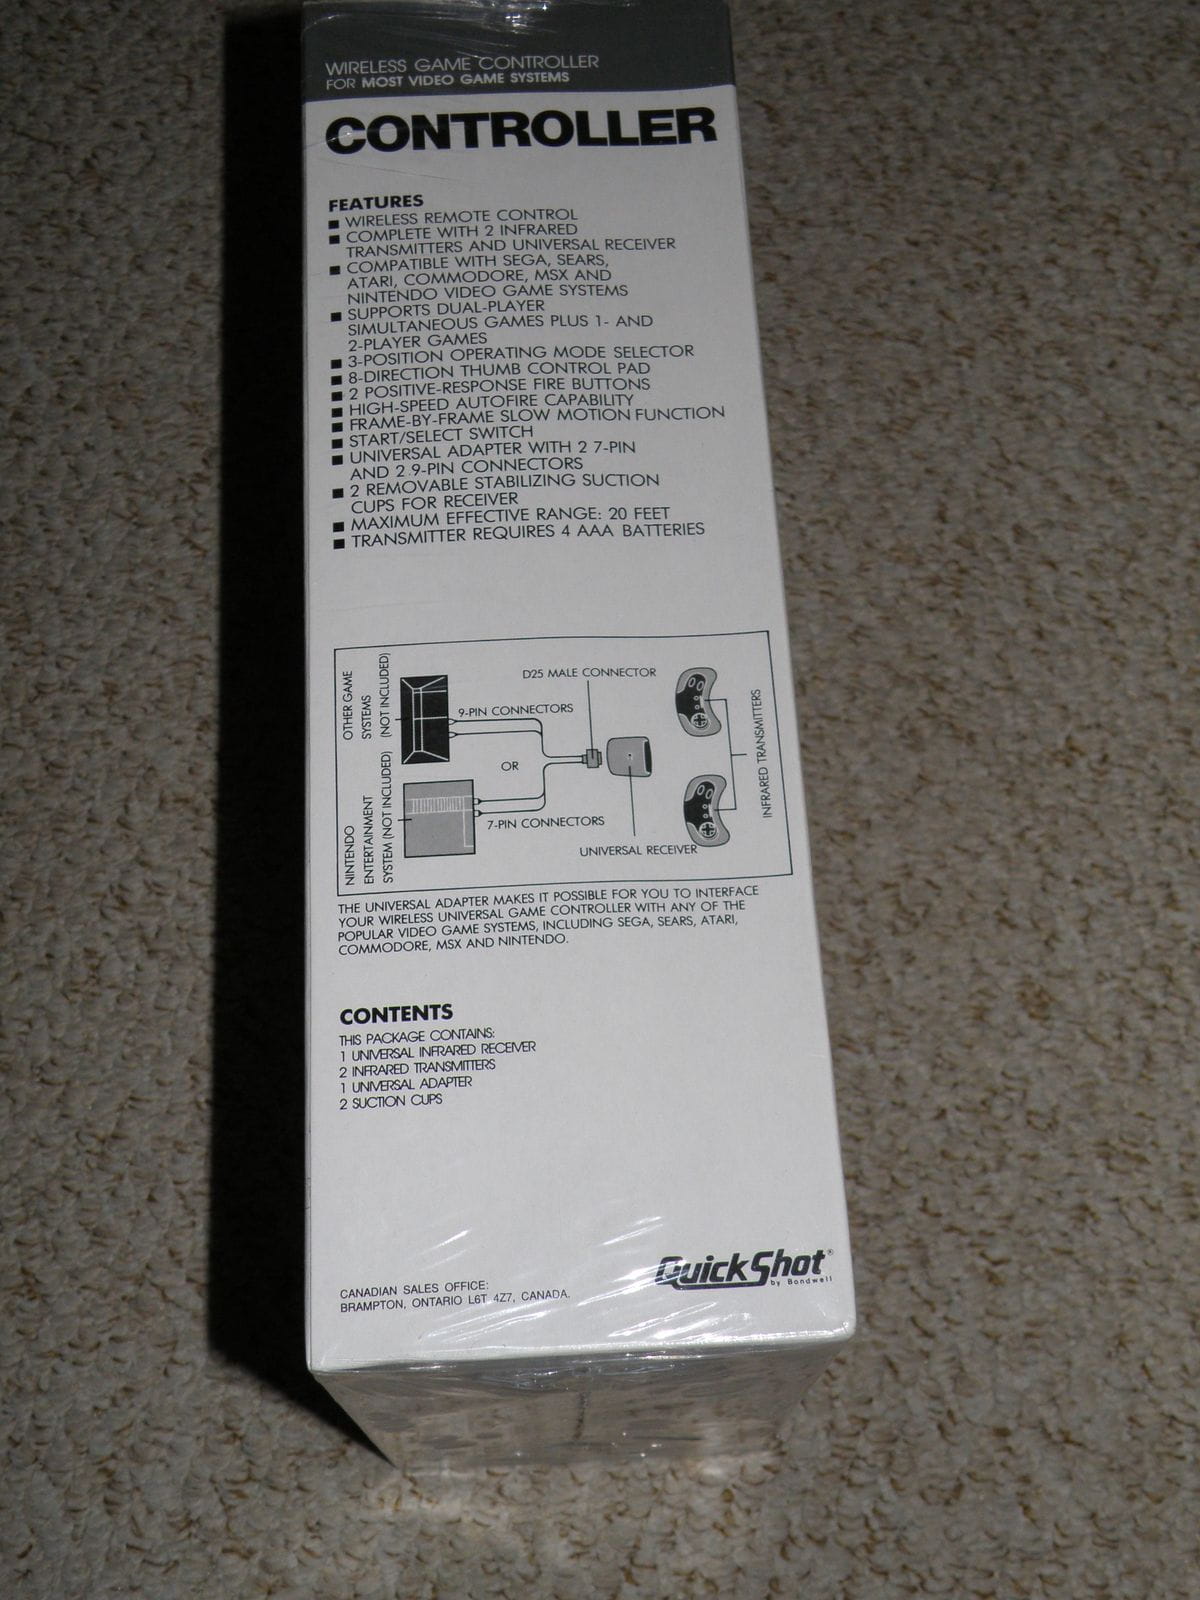 WIRELESS GAME CONTROLLER
FOR MOST VIDEO GAME SYSTEMS
CONTROLLER
FEATURES
■ WIRELESS REMOTE CONTROL
■ COMPLETE WITH 2 INFRARED
TRANSMITTERS AND UNIVERSAL RECEIVER
■ COMPATIBLE WITH SEGA, SEARS,
ATARI, COMMODORE, MSX AND
NINTENDO VIDEO GAME SYSTEMS
■ SUPPORTS DUAL-PLAYER
SIMULTANEOUS GAMES PLUS 1- AND
2-PLAYER GAMES
■ 3-POSITION OPERATING MODE SELECTOR
■ 8-DIRECTION THUMB CONTROL PAD
■ 2 POSITIVE-RESPONSE FIRE BUTTONS
■ HIGH-SPEED AUTOFIRE CAPABILITY
■ FRAME-BY-FRAME SLOW MOTION FUNCTION
■ START/SELECT SWITCH
■ UNIVERSAL ADAPTER WITH 2 7-PIN
AND 2 9-PIN CONNECTORS
■ 2 REMOVABLE STABILIZING SUCTION
CUPS FOR RECEIVER
■ MAXIMUM EFFECTIVE RANGE: 20 FEET
■ TRANSMITTER REQUIRES 4 AAA BATTERIES
OTHER GAME
SYSTEMS
(NOT INCLUDED)
D25 MALE CONNECTOR
9-PIN CONNECTORS
OR
NINTENDO
ENTERTAINMENT
SYSTEM (NOT INCLUDED)
7-PIN CONNECTORS
UNIVERSAL RECEIVER
INFRARED TRANSMITTERS
THE UNIVERSAL ADAPTER MAKES IT POSSIBLE FOR YOU TO INTERFACE
YOUR WIRELESS UNIVERSAL GAME CONTROLLER WITH ANY OF THE
POPULAR VIDEO GAME SYSTEMS, INCLUDING SEGA, SEARS, ATARI,
COMMODORE, MSX AND NINTENDO.
CONTENTS
THIS PACKAGE CONTAINS:
1 UNIVERSAL INFRARED RECEIVER
2 INFRARED TRANSMITTERS
1 UNIVERSAL ADAPTER
2 SUCTION CUPS
QuickShot®
by Bondwell
CANADIAN SALES OFFICE:
BRAMPTON, ONTARIO L6T 4Z7, CANADA.